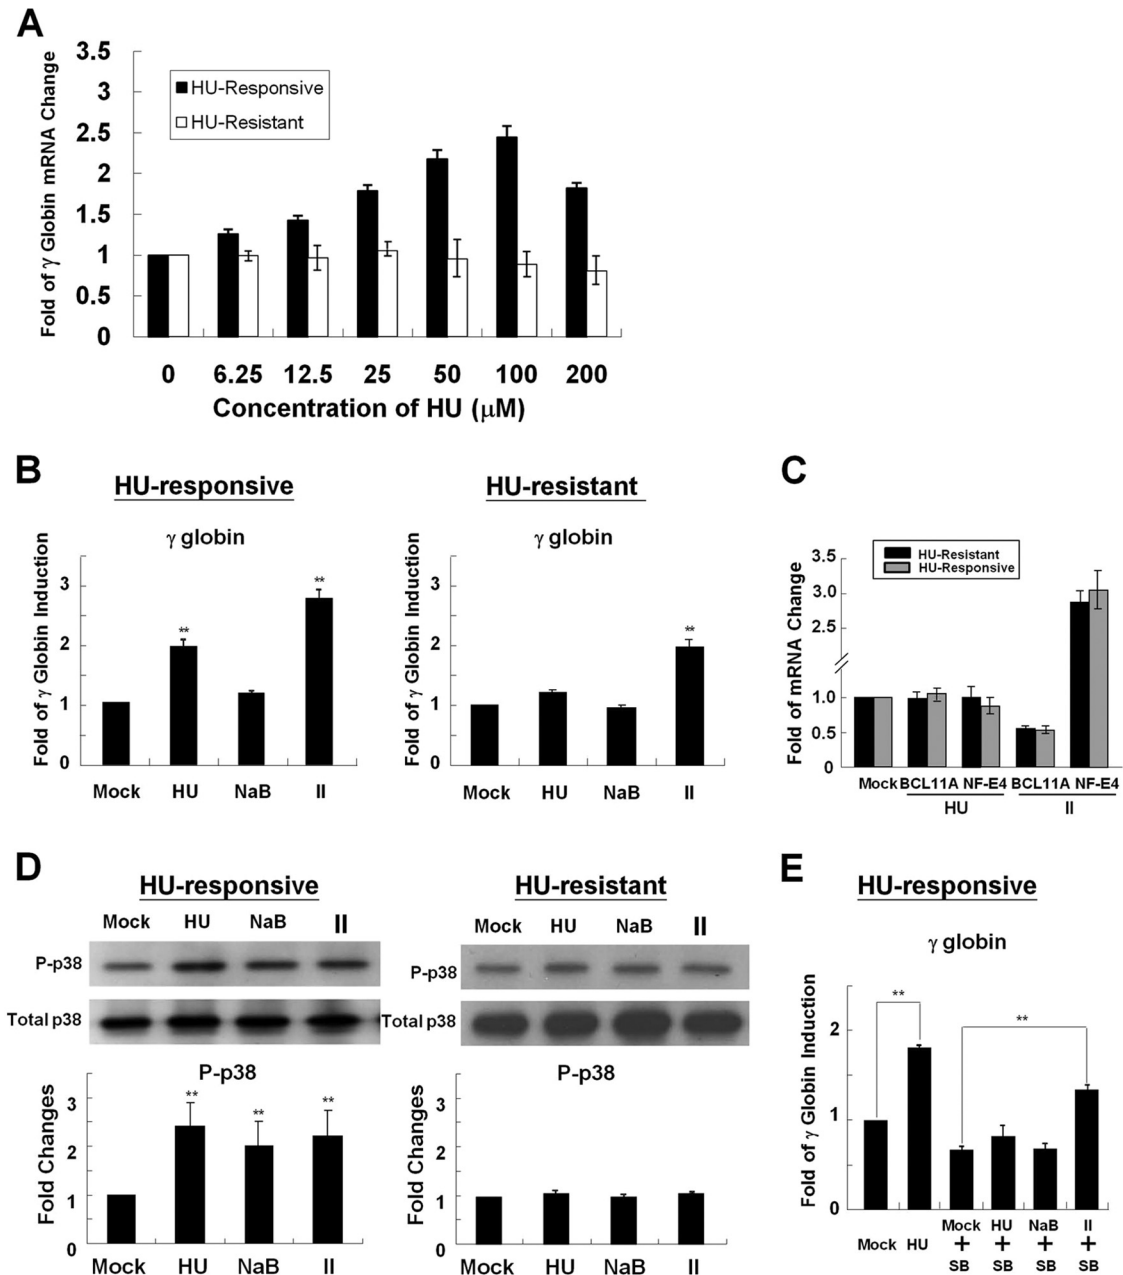 A
Fold of γ Globin mRNA Change
3.5
3
2.5
2
1.5
1
0.5
0
HU-Responsive
HU-Resistant
0 6.25 12.5 25 50 100 200
Concentration of HU (μM)
B
HU-responsive
γ globin
Fold of γ Globin Induction
3
2
1
0
**
**
Mock HU NaB II
HU-resistant
γ globin
Fold of γ Globin Induction
3
2
1
0
**
Mock HU NaB II
C
Fold of mRNA Change
3.5
3.0
2.5
1.0
0.5
0
HU-Resistant
HU-Responsive
Mock BCL11A NF-E4 BCL11A NF-E4
HU II
D
HU-responsive
Mock HU NaB II
P-p38
Total p38
P-p38
Fold Changes
3
2
1
0
**
**
**
Mock HU NaB II
HU-resistant
Mock HU NaB II
P-p38
Total p38
P-p38
Fold Changes
3
2
1
0
Mock HU NaB II
E
HU-responsive
γ globin
Fold of γ Globin Induction
2
1
0
**
**
Mock HU NaB II
Mock HU + + + +
SB SB SB SB